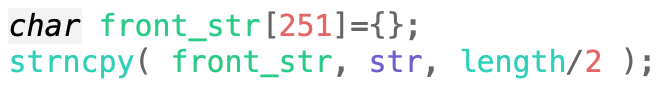 char front_str[251]={};
strncpy( front_str, str, length/2 );